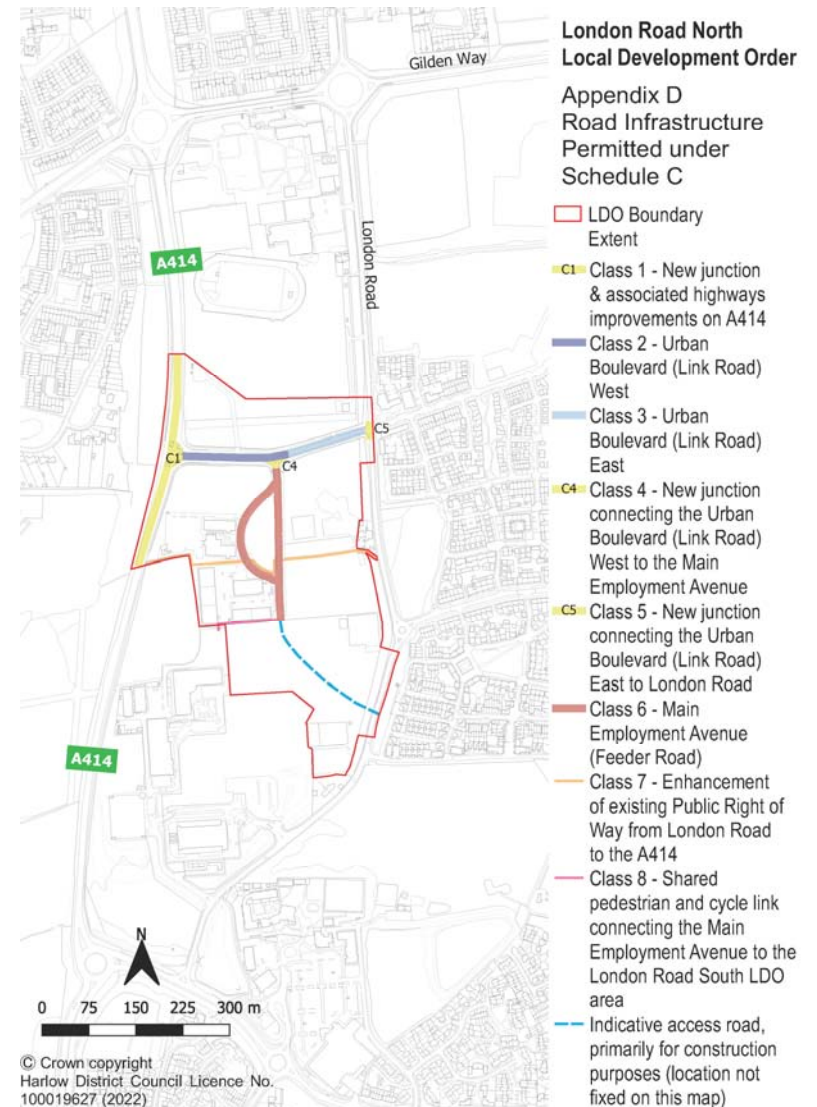 London Road North
Local Development Order
Appendix D
Road Infrastructure
Permitted under
Schedule C
LDO Boundary
Extent
C1 Class 1 - New junction
& associated highways
improvements on A414
Class 2 - Urban
Boulevard (Link Road)
West
Class 3 - Urban
Boulevard (Link Road)
East
C4 Class 4 - New junction
connecting the Urban
Boulevard (Link Road)
West to the Main
Employment Avenue
C5 Class 5 - New junction
connecting the Urban
Boulevard (Link Road)
East to London Road
Class 6 - Main
Employment Avenue
(Feeder Road)
Class 7 - Enhancement
of existing Public Right of
Way from London Road
to the A414
Class 8 - Shared
pedestrian and cycle link
connecting the Main
Employment Avenue to the
London Road South LDO
area
Indicative access road,
primarily for construction
purposes (location not
fixed on this map)
Gilden Way
London Road
A414
C5
C1
C4
A414
N
0 75 150 225 300 m
© Crown copyright
Harlow District Council Licence No.
100019627 (2022)